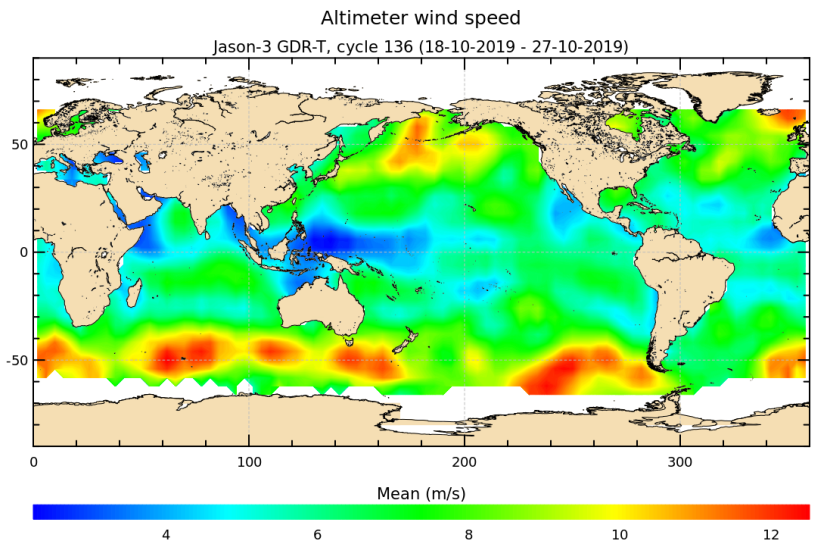 Altimeter wind speed
Jason-3 GDR-T, cycle 136 (18-10-2019 - 27-10-2019)
50
0
-50
0 100 200 300
Mean (m/s)
4 6 8 10 12